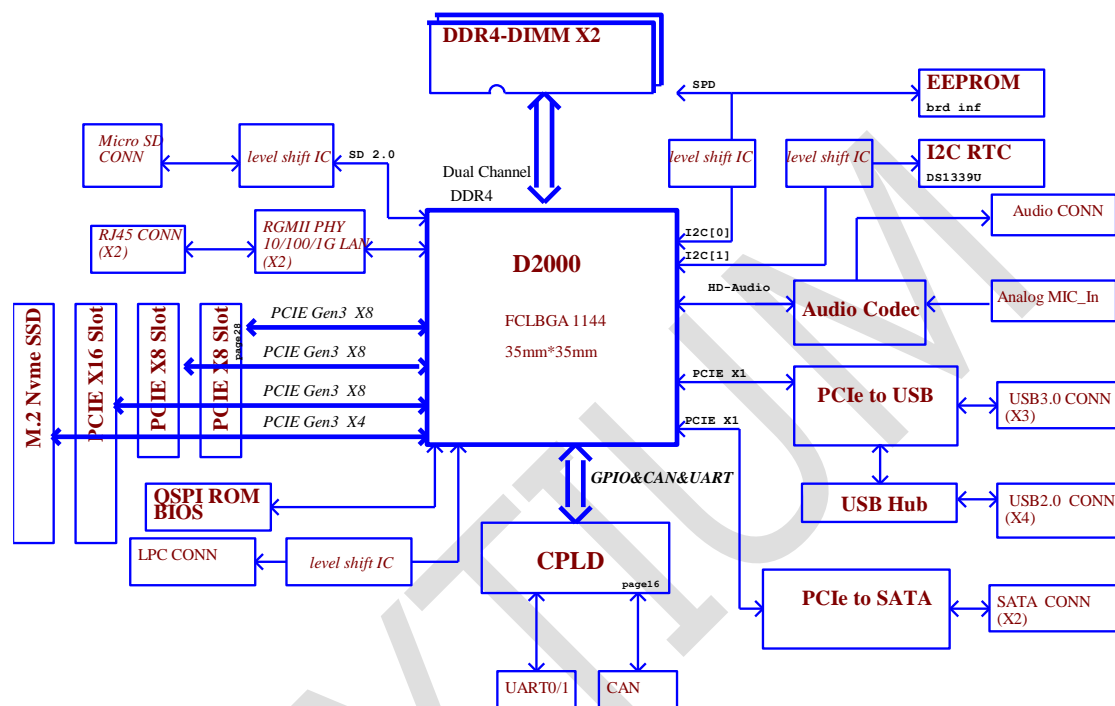 DDR4-DIMM X2
SPD
EEPROM
brd inf
Micro SD
CONN
level shift IC
SD 2.0
Dual Channel
DDR4
level shift IC
level shift IC
I2C RTC
DS1339U
Audio CONN
RJ45 CONN
(X2)
RGMII PHY
10/100/1G LAN
(X2)
I2C[0]
I2C[1]
D2000
FCLBGA 1144
35mm*35mm
HD-Audio
Audio Codec
Analog MIC_In
M.2 Nvme SSD
PCIE X16 Slot
PCIE X8 Slot
PCIE X8 Slot
page28
PCIE Gen3 X8
PCIE Gen3 X8
PCIE Gen3 X8
PCIE Gen3 X4
PCIE X1
PCIe to USB
USB3.0 CONN
(X3)
PCIE X1
GPIO&CAN&UART
QSPI ROM
BIOS
USB Hub
USB2.0 CONN
(X4)
LPC CONN
level shift IC
CPLD
page16
PCIe to SATA
SATA CONN
(X2)
UART0/1
CAN
YTIUM